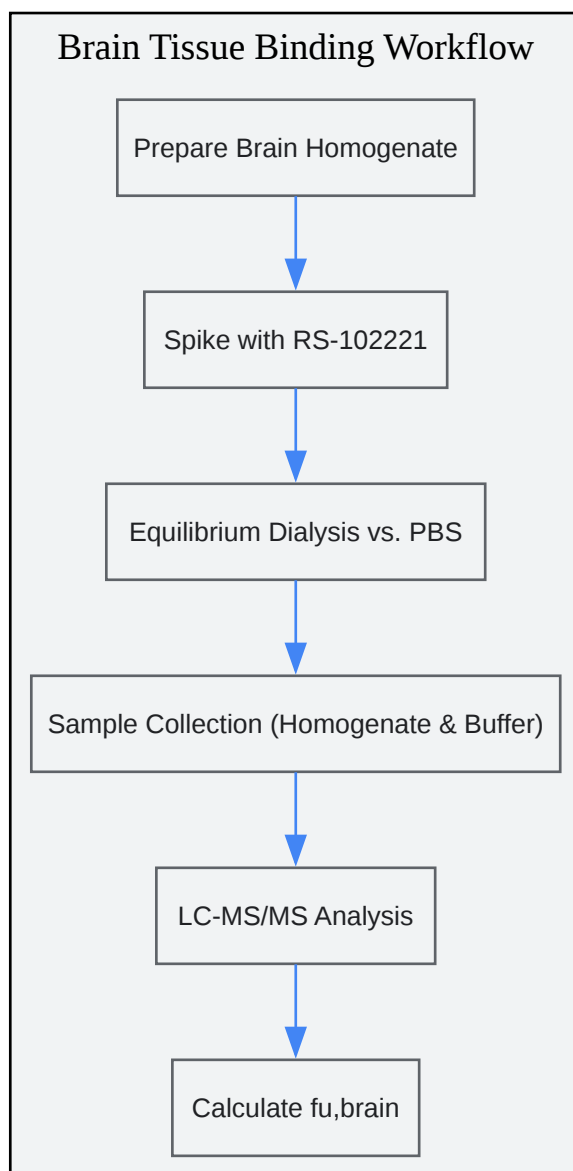 Brain Tissue Binding Workflow
Prepare Brain Homogenate
Spike with RS-102221
Equilibrium Dialysis vs. PBS
Sample Collection (Homogenate & Buffer)
LC-MS/MS Analysis
Calculate fu,brain